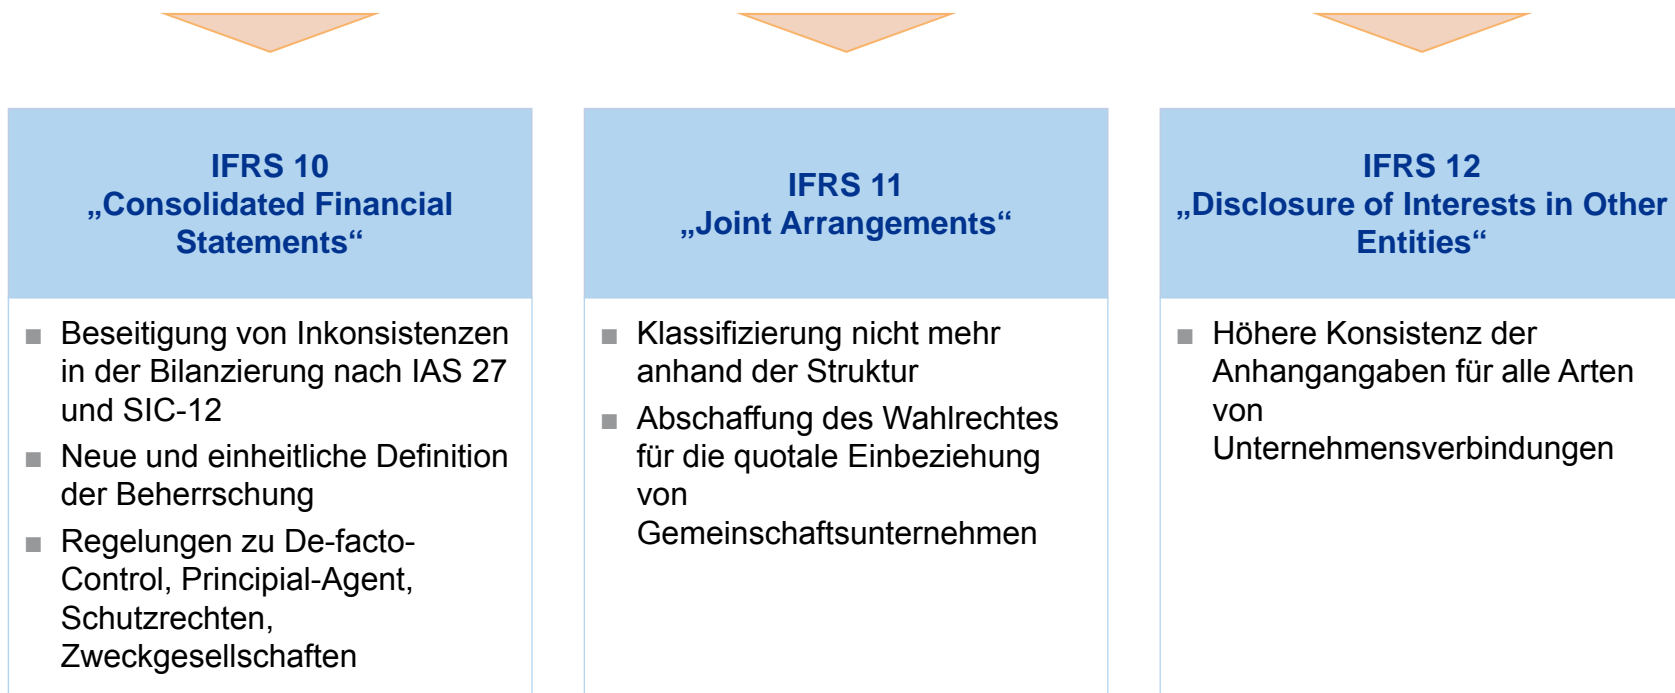 IFRS 10
„Consolidated Financial
Statements“
■ Beseitigung von Inkonsistenzen
in der Bilanzierung nach IAS 27
und SIC-12
■ Neue und einheitliche Definition
der Beherrschung
■ Regelungen zu De-facto-
Control, Principial-Agent,
Schutzrechten,
Zweckgesellschaften
IFRS 11
„Joint Arrangements“
■ Klassifizierung nicht mehr
anhand der Struktur
■ Abschaffung des Wahlrechtes
für die quotale Einbeziehung
von
Gemeinschaftsunternehmen
IFRS 12
„Disclosure of Interests in Other
Entities“
■ Höhere Konsistenz der
Anhangangaben für alle Arten
von
Unternehmensverbindungen